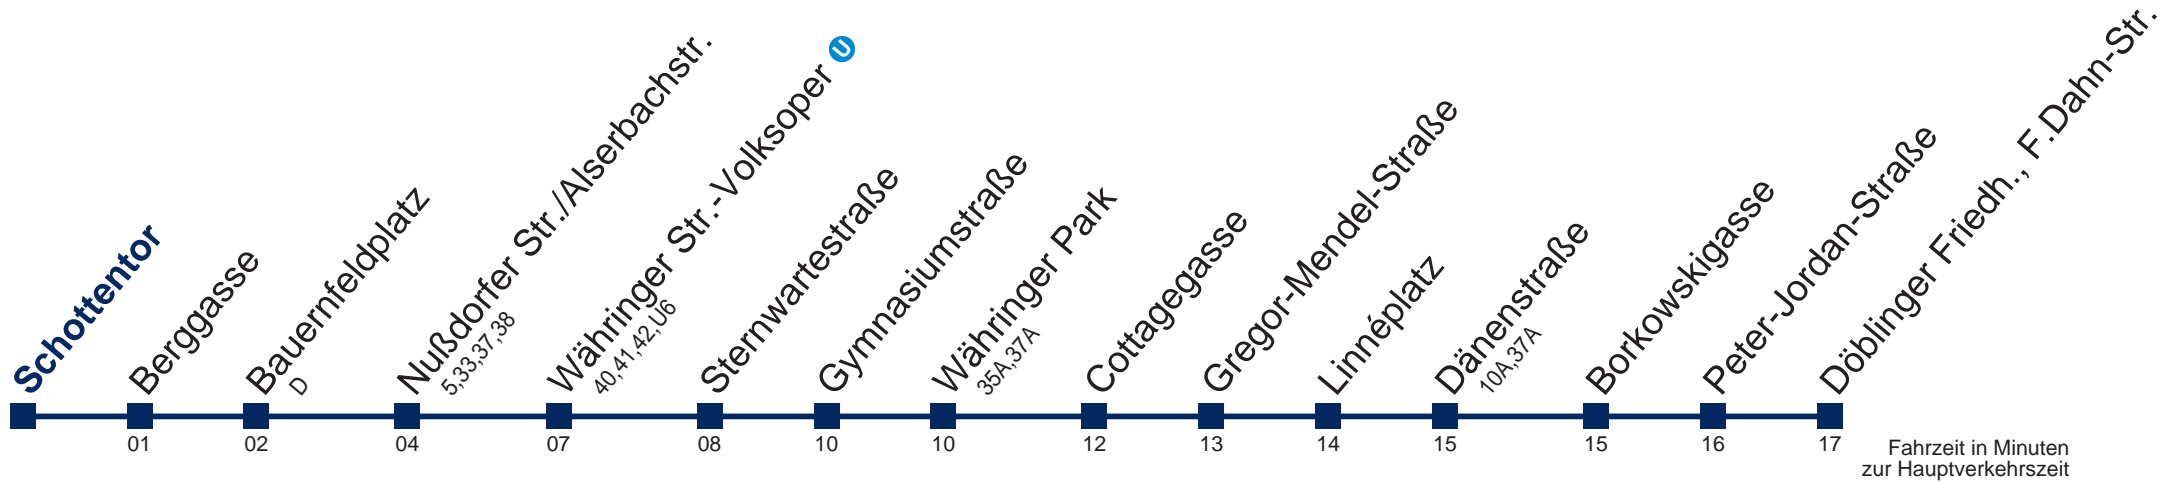 Schottentor
Berggasse
Bauernfeldplatz
D
Nußdorfer Str./Alserbachstr.
5,33,37,38
Währinger Str.-Volksoper U
40,41,42,U6
Sternwartestraße
Gymnasiumstraße
Währinger Park
35A,37A
Cottagegasse
Gregor-Mendel-Straße
Linnéplatz
Dänenstraße
10A,37A
Borkowskigasse
Peter-Jordan-Straße
Döblinger Friedh., F.Dahn-Str.
01 02 04 07 08 10 10 12 13 14 15 15 16 17
Fahrzeit in Minuten
zur Hauptverkehrszeit